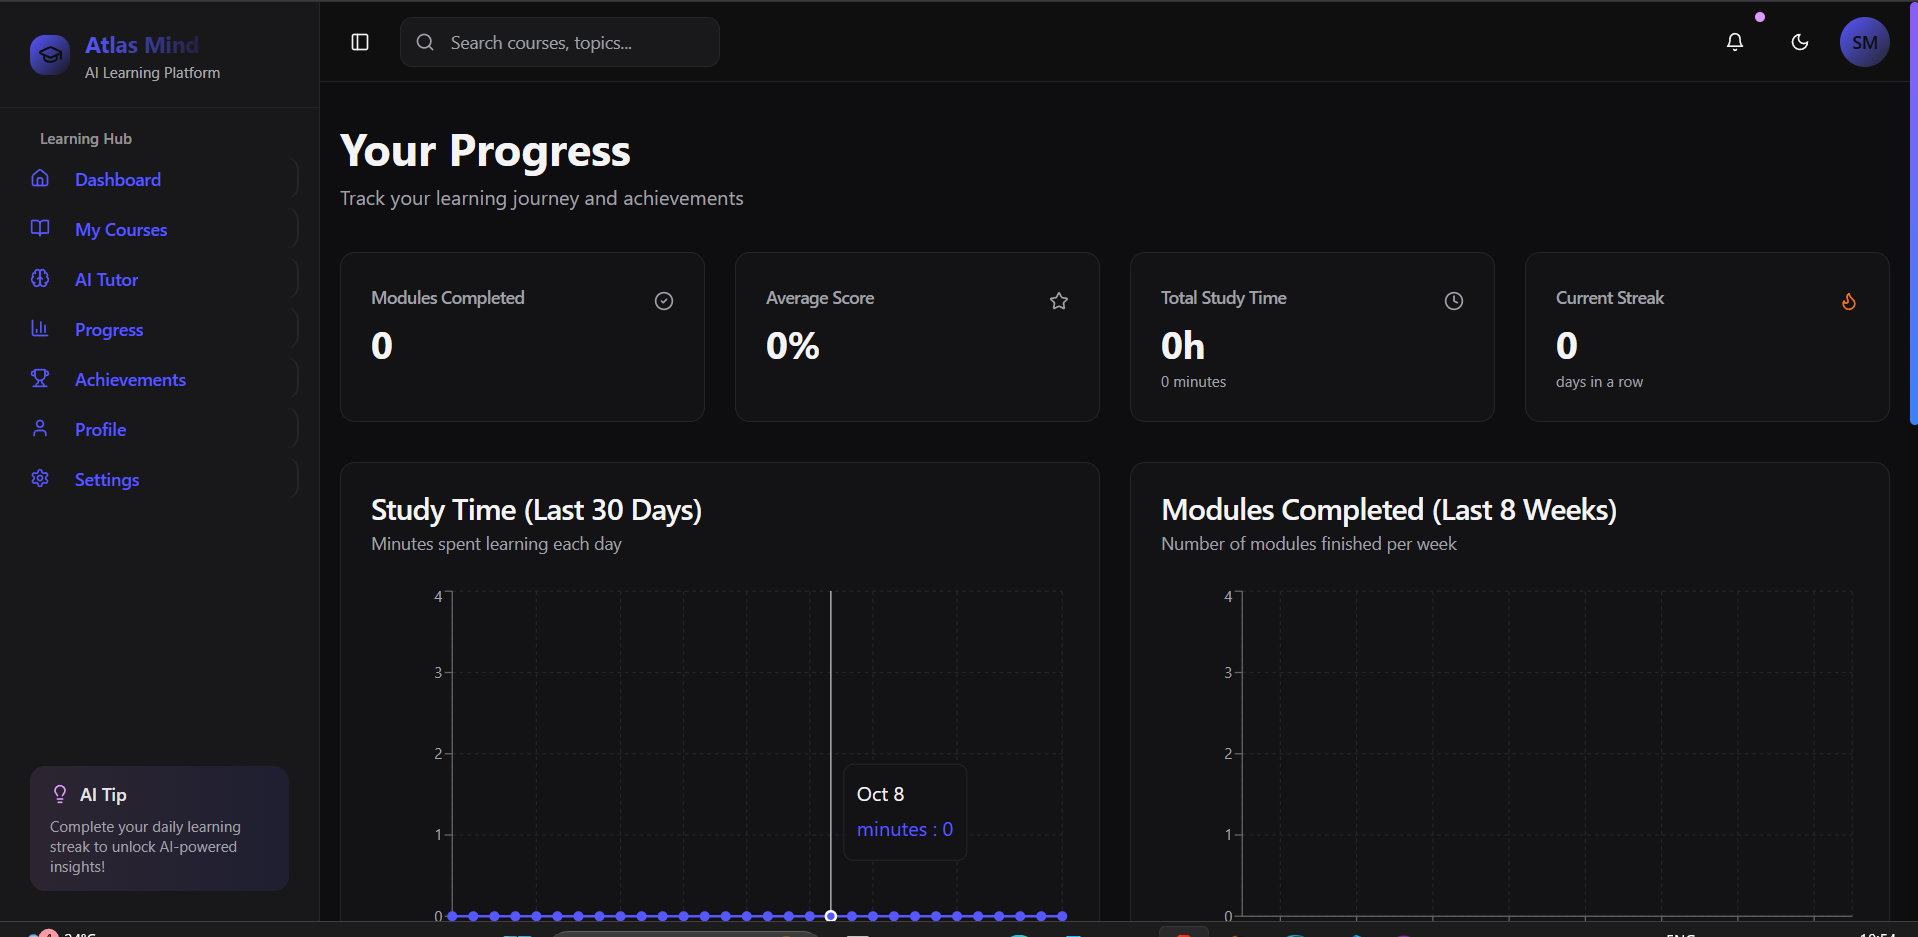 Atlas Mind
AI Learning Platform
Search courses, topics...
SM
Learning Hub
Dashboard
My Courses
AI Tutor
Progress
Achievements
Profile
Settings
AI Tip
Complete your daily learning
streak to unlock AI-powered
insights!
Your Progress
Track your learning journey and achievements
Modules Completed
0
Average Score
0%
Total Study Time
0h
0 minutes
Current Streak
0
days in a row
Study Time (Last 30 Days)
Minutes spent learning each day
4
3
2
1
0
Oct 8
minutes : 0
Modules Completed (Last 8 Weeks)
Number of modules finished per week
4
3
2
1
0